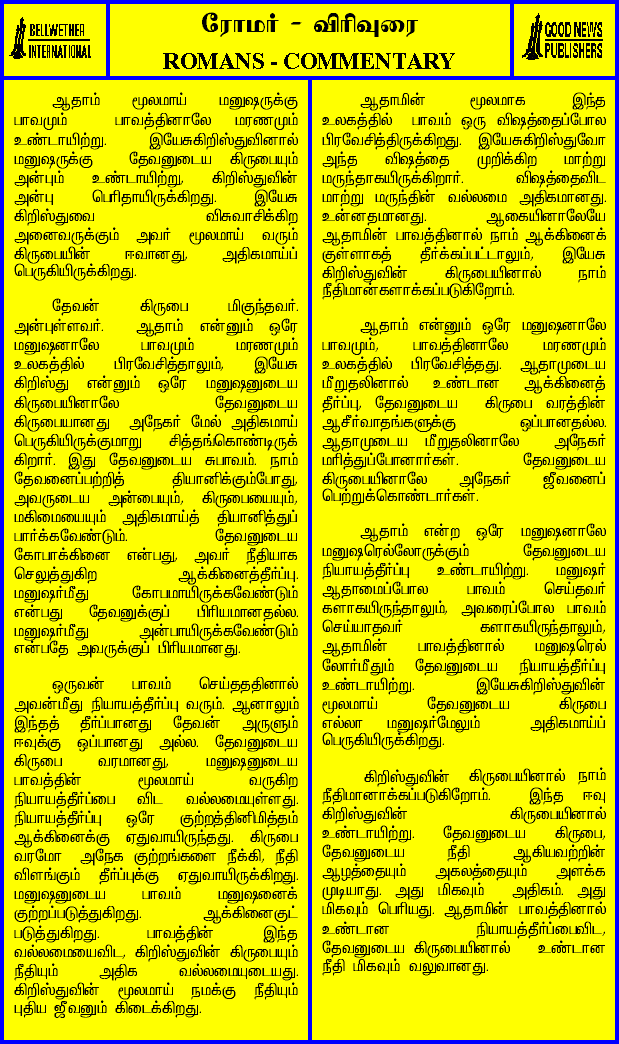 BELLWETHER
INTERNATIONAL
ரோமர் - விரிவுரை
ROMANS - COMMENTARY
GOOD NEWS
PUBLISHERS
ஆதாம் மூலமாய் மனுஷருக்கு
பாவமும் பாவத்தினாலே மரணமும்
உண்டாயிற்று. இயேசுகிறிஸ்துவினால்
மனுஷருக்கு தேவனுடைய கிருபையும்
அன்பும் உண்டாயிற்று, கிறிஸ்துவின்
அன்பு பெரிதாயிருக்கிறது. இயேசு
கிறிஸ்துவை விசுவாசிக்கிற
அனைவருக்கும் அவர் மூலமாய் வரும்
கிருபையின் ஈவானது, அதிகமாய்ப்
பெருகியிருக்கிறது.
தேவன் கிருபை மிகுந்தவர்.
அன்புள்ளவர். ஆதாம் என்னும் ஒரே
மனுஷனாலே பாவமும் மரணமும்
உலகத்தில் பிரவேசித்தாலும், இயேசு
கிறிஸ்து என்னும் ஒரே மனுஷனுடைய
கிருபையினாலே தேவனுடைய
கிருபையானது அநேகர் மேல் அதிகமாய்
பெருகியிருக்குமாறு சித்தங்கொண்டிருக்
கிறார். இது தேவனுடைய சுபாவம். நாம்
தேவனைப்பற்றித் தியானிக்கும்போது,
அவருடைய அன்பையும், கிருபையையும்,
மகிமையையும் அதிகமாய்த் தியானித்துப்
பார்க்கவேண்டும். தேவனுடைய
கோபாக்கினை என்பது, அவர் நீதியாக
செலுத்துகிற ஆக்கினைத்தீர்ப்பு.
மனுஷர்மீது கோபமாயிருக்கவேண்டும்
என்பது தேவனுக்குப் பிரியமானதல்ல.
மனுஷர்மீது அன்பாயிருக்கவேண்டும்
என்பதே அவருக்குப் பிரியமானது.
ஒருவன் பாவம் செய்தததினால்
அவன்மீது நியாயத்தீர்ப்பு வரும். ஆனாலும்
இந்தத் தீர்ப்பானது தேவன் அருளும்
ஈவுக்கு ஒப்பானது அல்ல. தேவனுடைய
கிருபை வரமானது, மனுஷனுடைய
பாவத்தின் மூலமாய் வருகிற
நியாயத்தீர்ப்பை விட வல்லமையுள்ளது.
நியாயத்தீர்ப்பு ஒரே குற்றத்தினிமித்தம்
ஆக்கினைக்கு ஏதுவாயிருந்தது. கிருபை
வரமோ அநேக குற்றங்களை நீக்கி, நீதி
விளங்கும் தீர்ப்புக்கு ஏதுவாயிருக்கிறது.
மனுஷனுடைய பாவம் மனுஷனைக்
குற்றப்படுத்துகிறது. ஆக்கினைகுட்
படுத்துகிறது. பாவத்தின் இந்த
வல்லமையைவிட, கிறிஸ்துவின் கிருபையும்
நீதியும் அதிக வல்லமையுடையது.
கிறிஸ்துவின் மூலமாய் நமக்கு நீதியும்
புதிய ஜீவனும் கிடைக்கிறது.
ஆதாமின் மூலமாக இந்த
உலகத்தில் பாவம் ஒரு விஷத்தைப்போல
பிரவேசித்திருக்கிறது. இயேசுகிறிஸ்துவோ
அந்த விஷத்தை முறிக்கிற மாற்று
மருந்தாகயிருக்கிறார். விஷத்தைவிட
மாற்று மருந்தின் வல்லமை அதிகமானது.
உன்னதமானது. ஆகையினாலேயே
ஆதாமின் பாவத்தினால் நாம் ஆக்கினைக்
குள்ளாகத் தீர்க்கப்பட்டாலும், இயேசு
கிறிஸ்துவின் கிருபையினால் நாம்
நீதிமான்களாக்கப்படுகிறோம்.
ஆதாம் என்னும் ஒரே மனுஷனாலே
பாவமும், பாவத்தினாலே மரணமும்
உலகத்தில் பிரவேசித்தது. ஆதாமுடைய
மீறுதலினால் உண்டான ஆக்கினைத்
தீர்ப்பு, தேவனுடைய கிருபை வரத்தின்
ஆசீர்வாதங்களுக்கு ஒப்பானதல்ல.
ஆதாமுடைய மீறுதலினாலே அநேகர்
மரித்துப்போனார்கள். தேவனுடைய
கிருபையினாலே அநேகர் ஜீவனைப்
பெற்றுக்கொண்டார்கள்.
ஆதாம் என்ற ஒரே மனுஷனாலே
மனுஷரெல்லோருக்கும் தேவனுடைய
நியாயத்தீர்ப்பு உண்டாயிற்று. மனுஷர்
ஆதாமைப்போல பாவம் செய்தவர்
களாகயிருந்தாலும், அவரைப்போல பாவம்
செய்யாதவர் களாகயிருந்தாலும்,
ஆதாமின் பாவத்தினால் மனுஷரெல்
லோர்மீதும் தேவனுடைய நியாயத்தீர்ப்பு
உண்டாயிற்று. இயேசுகிறிஸ்துவின்
மூலமாய் தேவனுடைய கிருபை
எல்லா மனுஷர்மேலும் அதிகமாய்ப்
பெருகியிருக்கிறது.
கிறிஸ்துவின் கிருபையினால் நாம்
நீதிமானாக்கப்படுகிறோம். இந்த ஈவு
கிறிஸ்துவின் கிருபையினால்
உண்டாயிற்று. தேவனுடைய கிருபை,
தேவனுடைய நீதி ஆகியவற்றின்
ஆழத்தையும் அகலத்தையும் அளக்க
முடியாது. அது மிகவும் அதிகம். அது
மிகவும் பெரியது. ஆதாமின் பாவத்தினால்
உண்டான நியாயத்தீர்ப்பைவிட,
தேவனுடைய கிருபையினால் உண்டான
நீதி மிகவும் வலுவானது.